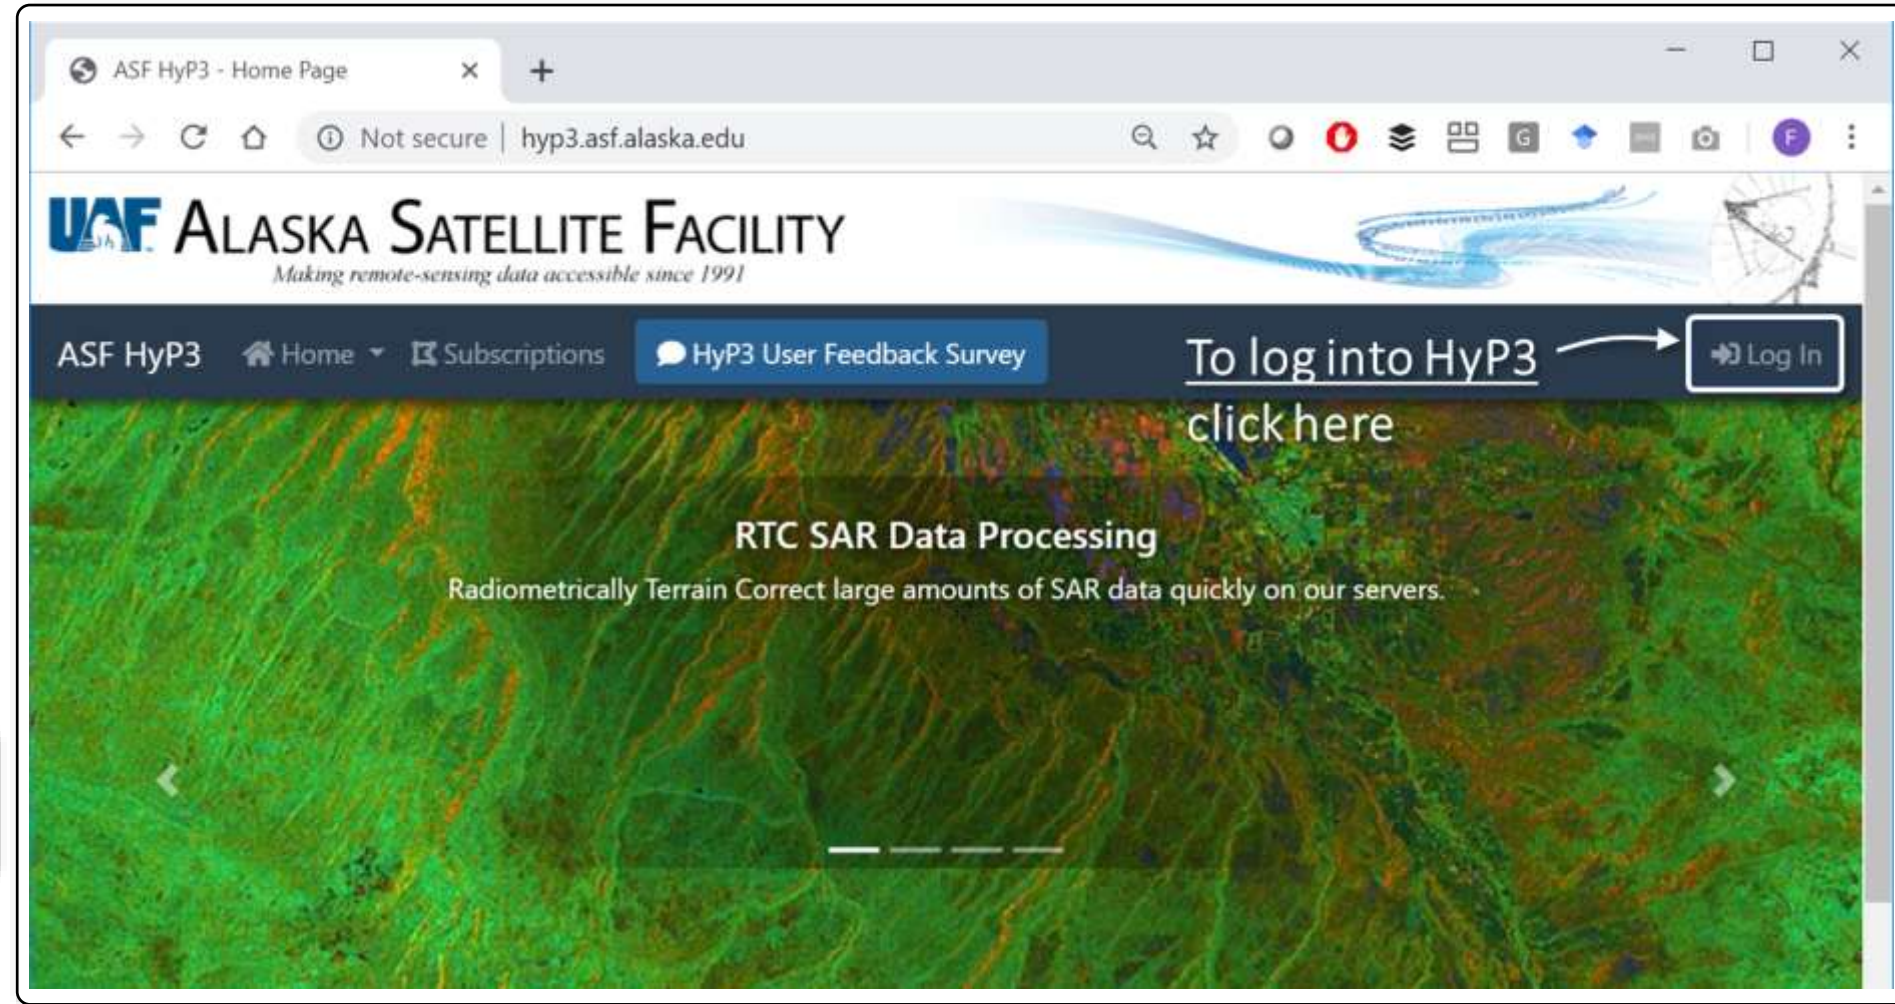 ASF HyP3 - Home Page
Not secure | hyp3.asf.alaska.edu
G
F
UAF ALASKA SATELLITE FACILITY
Making remote-sensing data accessible since 1991
ASF HyP3 Home Subscriptions HyP3 User Feedback Survey To log into HyP3 Log In
click here
RTC SAR Data Processing
Radiometrically Terrain Correct large amounts of SAR data quickly on our servers.